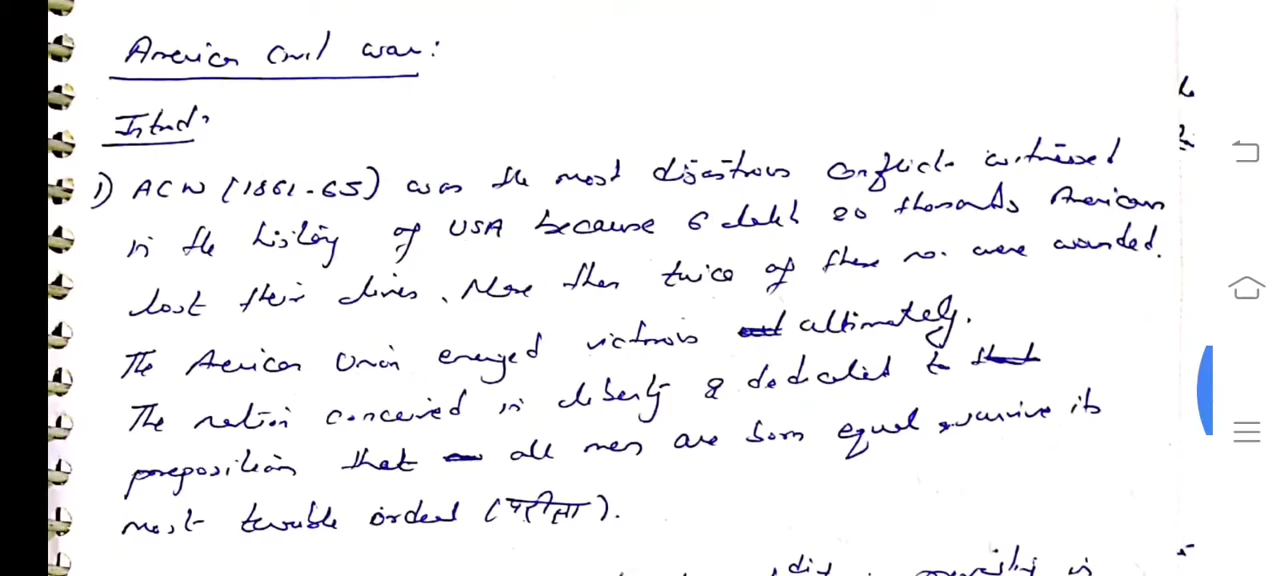 American Civil War:
Introd.
1) ACW (1861-65) was the most disastrous conflict witnessed
in the history of USA because 6 lakh 20 thousands Americans
lost their lives. More than twice of these no. were wounded.
The American Union emerged victorious ultimately.
The nation conceived in liberty & dedicated to
preposition that all men are born equal survive its
most terrible ordeal (परीक्षा).